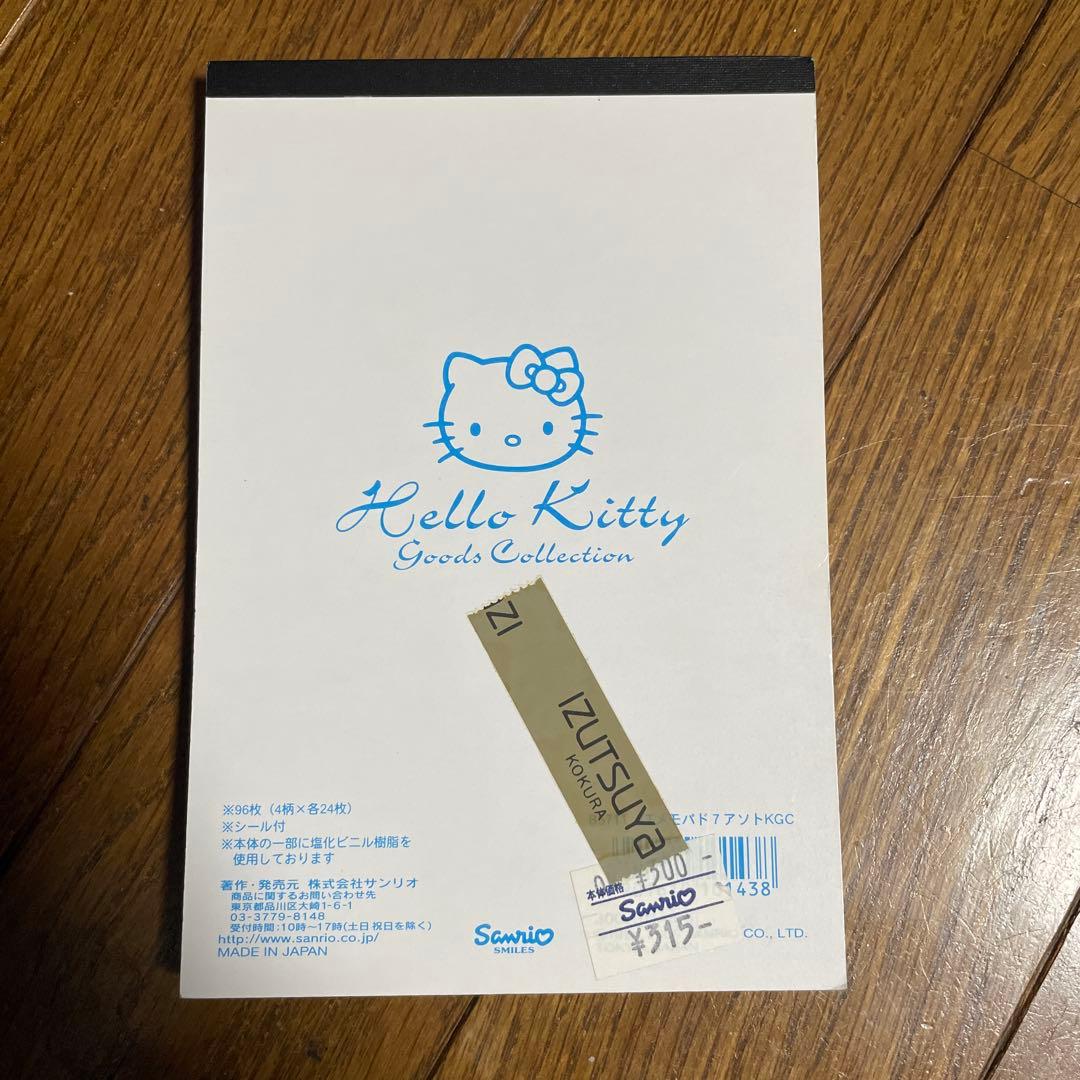 Hello Kitty
Goods Collection
IZ
IZUTSUYa
KOKURA
※96枚(4柄×各24枚)
※シール付
※本体の一部に塩化ビニル樹脂を
使用しております
著作・発売元 株式会社サンリオ
商品に関するお問い合わせ先
東京都品川区大崎1-6-1
03-3779-8148
受付時間:10時~17時(土日祝日を除く)
http://www.sanrio.co.jp/
MADE IN JAPAN
Sanrio
SMILES
メモパド7アソトKGC
1438
¥300-
本体価格
Sanrio
¥315-
CO., LTD.